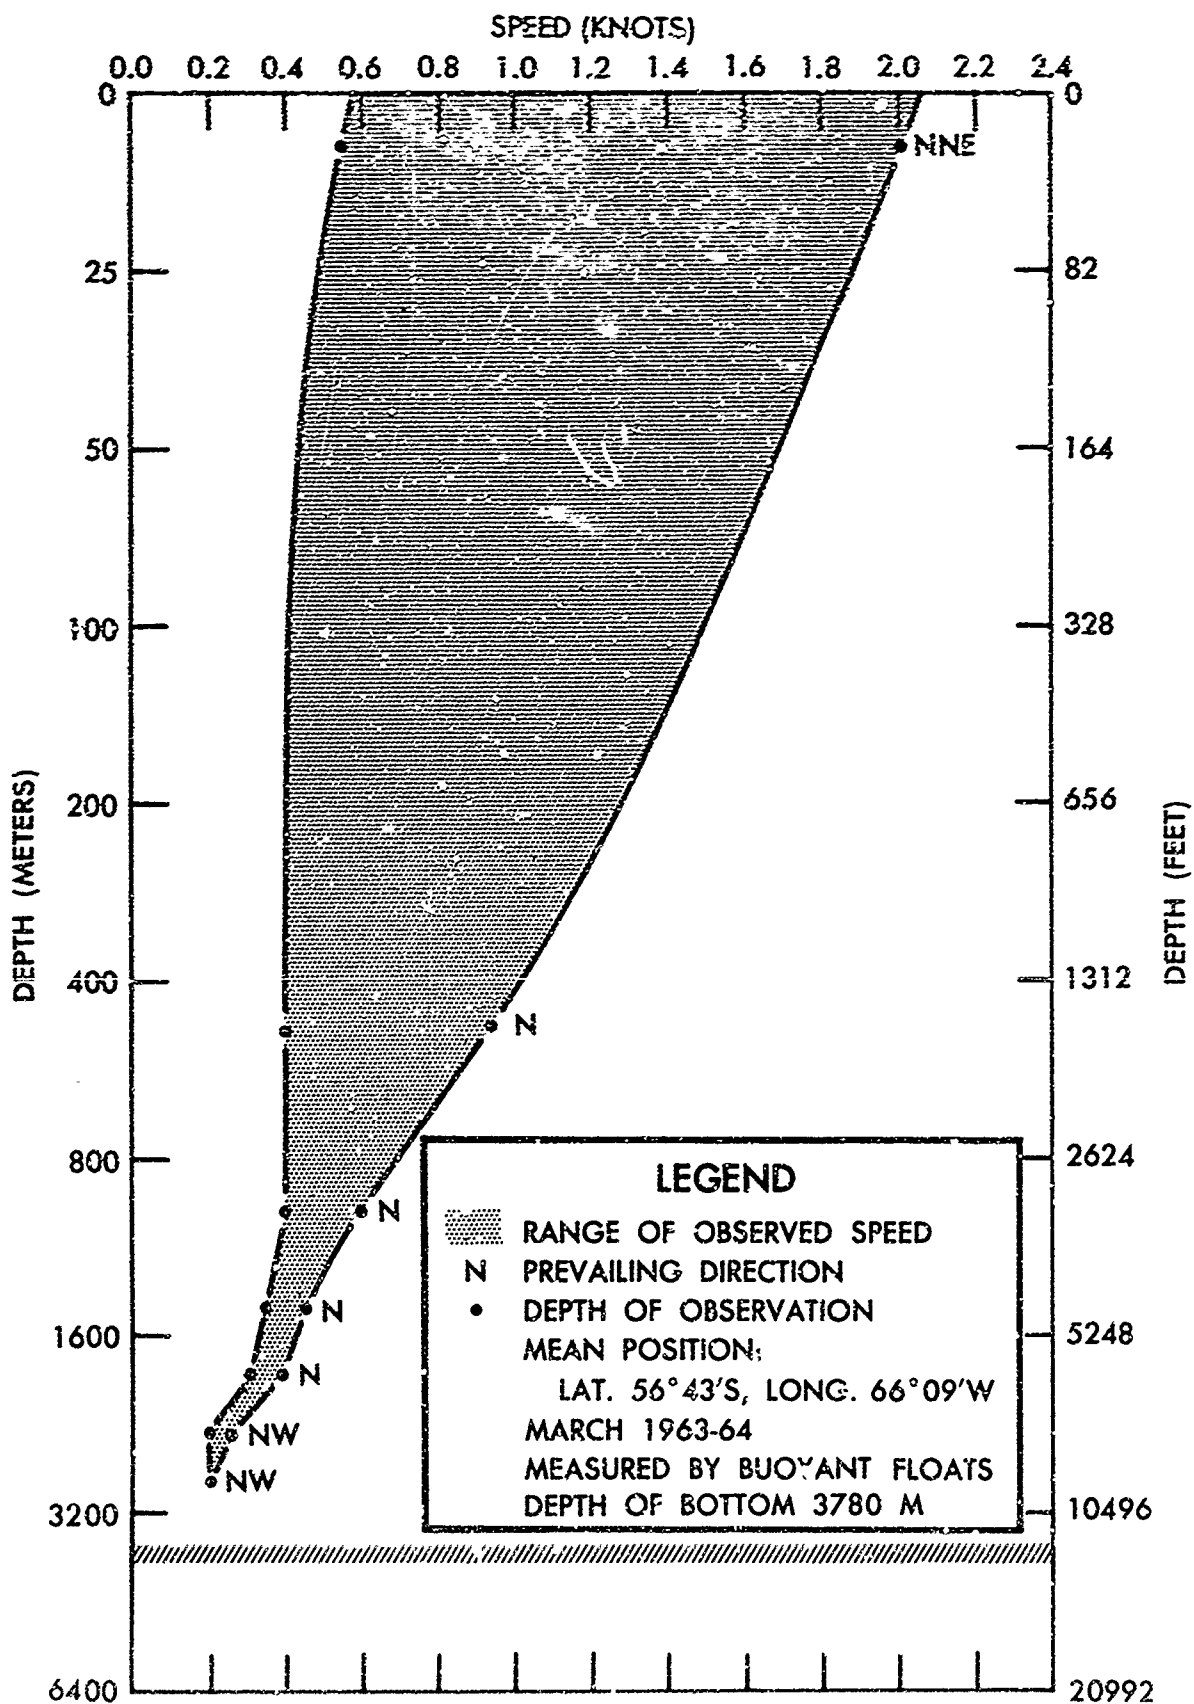 SPEED (KNOTS)
0.0 0.2 0.4 0.6 0.8 1.0 1.2 1.4 1.6 1.8 2.0 2.2 2.4
0 0
NNE
25 82
50 164
100 328
200 656
400 1312
N
800 2624
N
N
1600 5248
N
NW
NW
3200 10496
6400 20992
DEPTH (METERS)
DEPTH (FEET)
LEGEND
RANGE OF OBSERVED SPEED
N PREVAILING DIRECTION
• DEPTH OF OBSERVATION
MEAN POSITION:
LAT. 56°43'S, LONG. 66°09'W
MARCH 1963-64
MEASURED BY BUOYANT FLOATS
DEPTH OF BOTTOM 3780 M